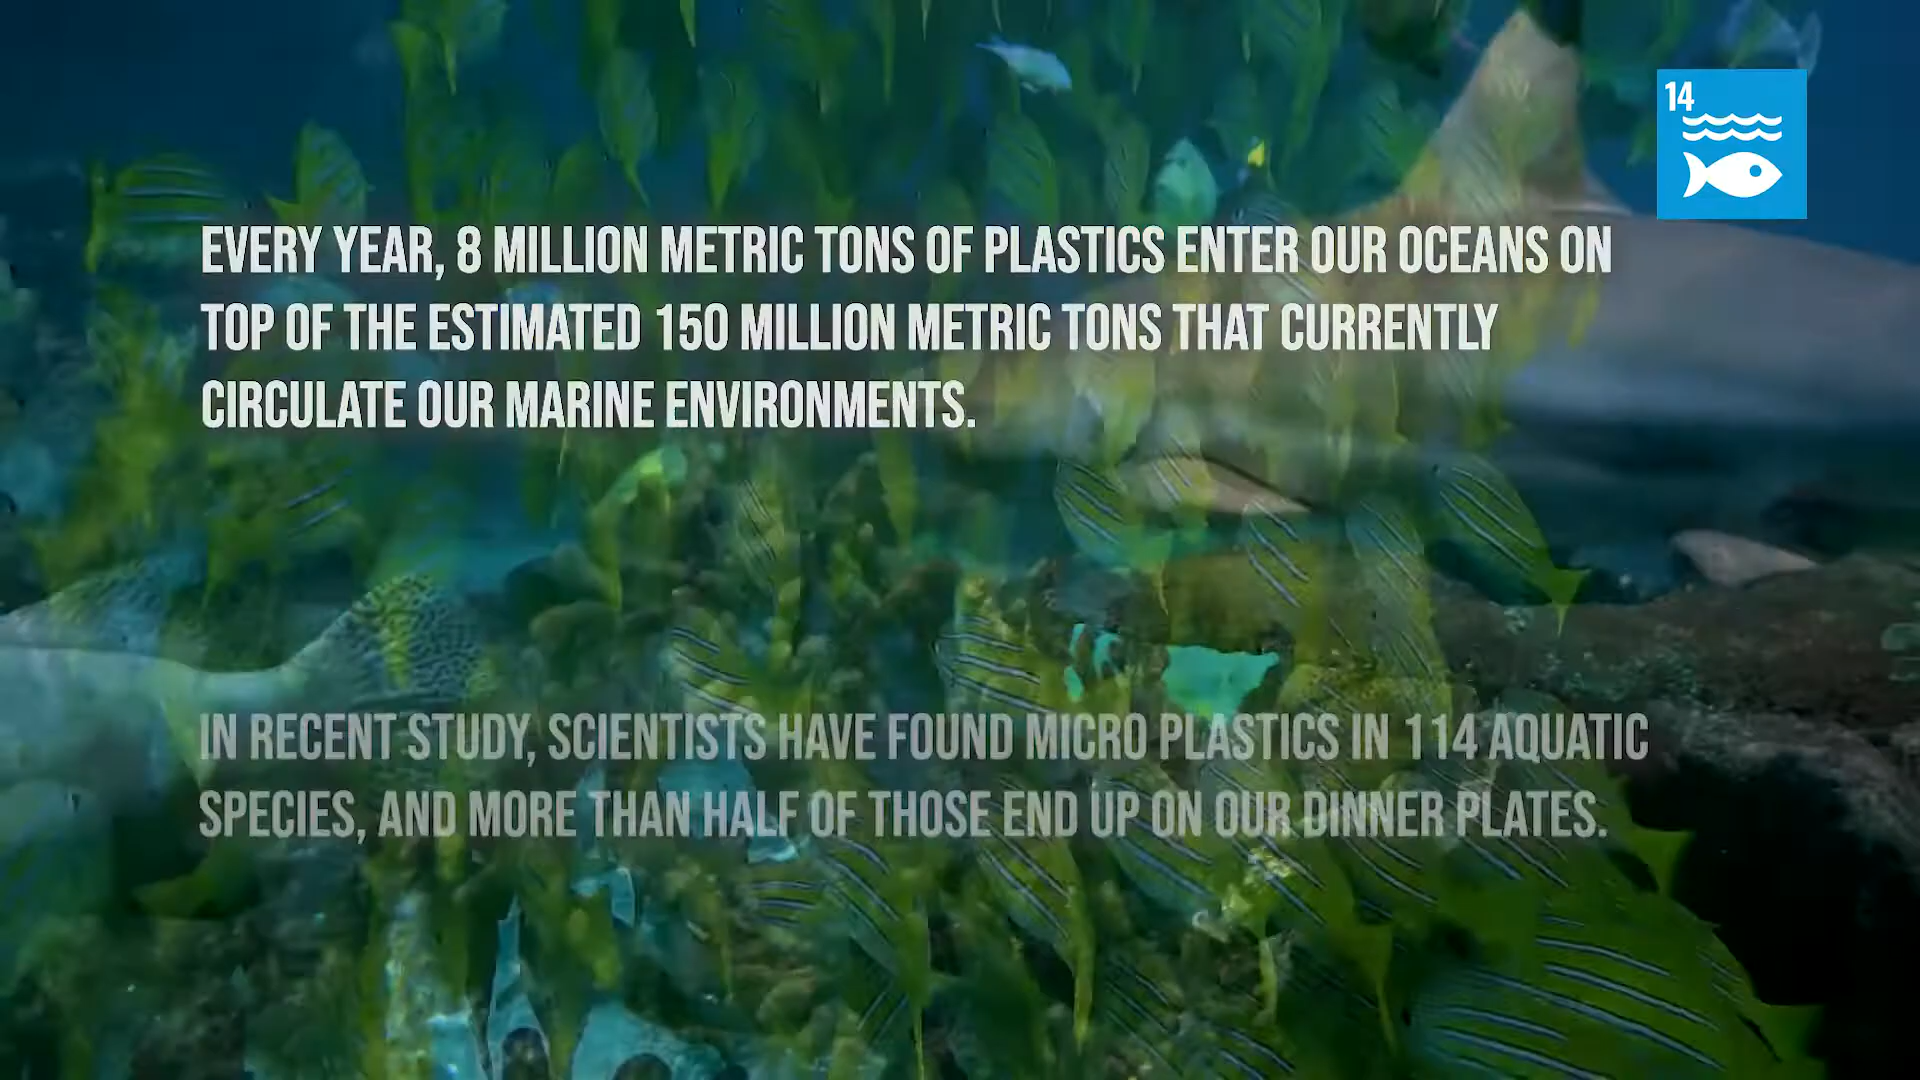 14
EVERY YEAR, 8 MILLION METRIC TONS OF PLASTICS ENTER OUR OCEANS ON
TOP OF THE ESTIMATED 150 MILLION METRIC TONS THAT CURRENTLY
CIRCULATE OUR MARINE ENVIRONMENTS.
IN RECENT STUDY, SCIENTISTS HAVE FOUND MICRO PLASTICS IN 114 AQUATIC
SPECIES, AND MORE THAN HALF OF THOSE END UP ON OUR DINNER PLATES.